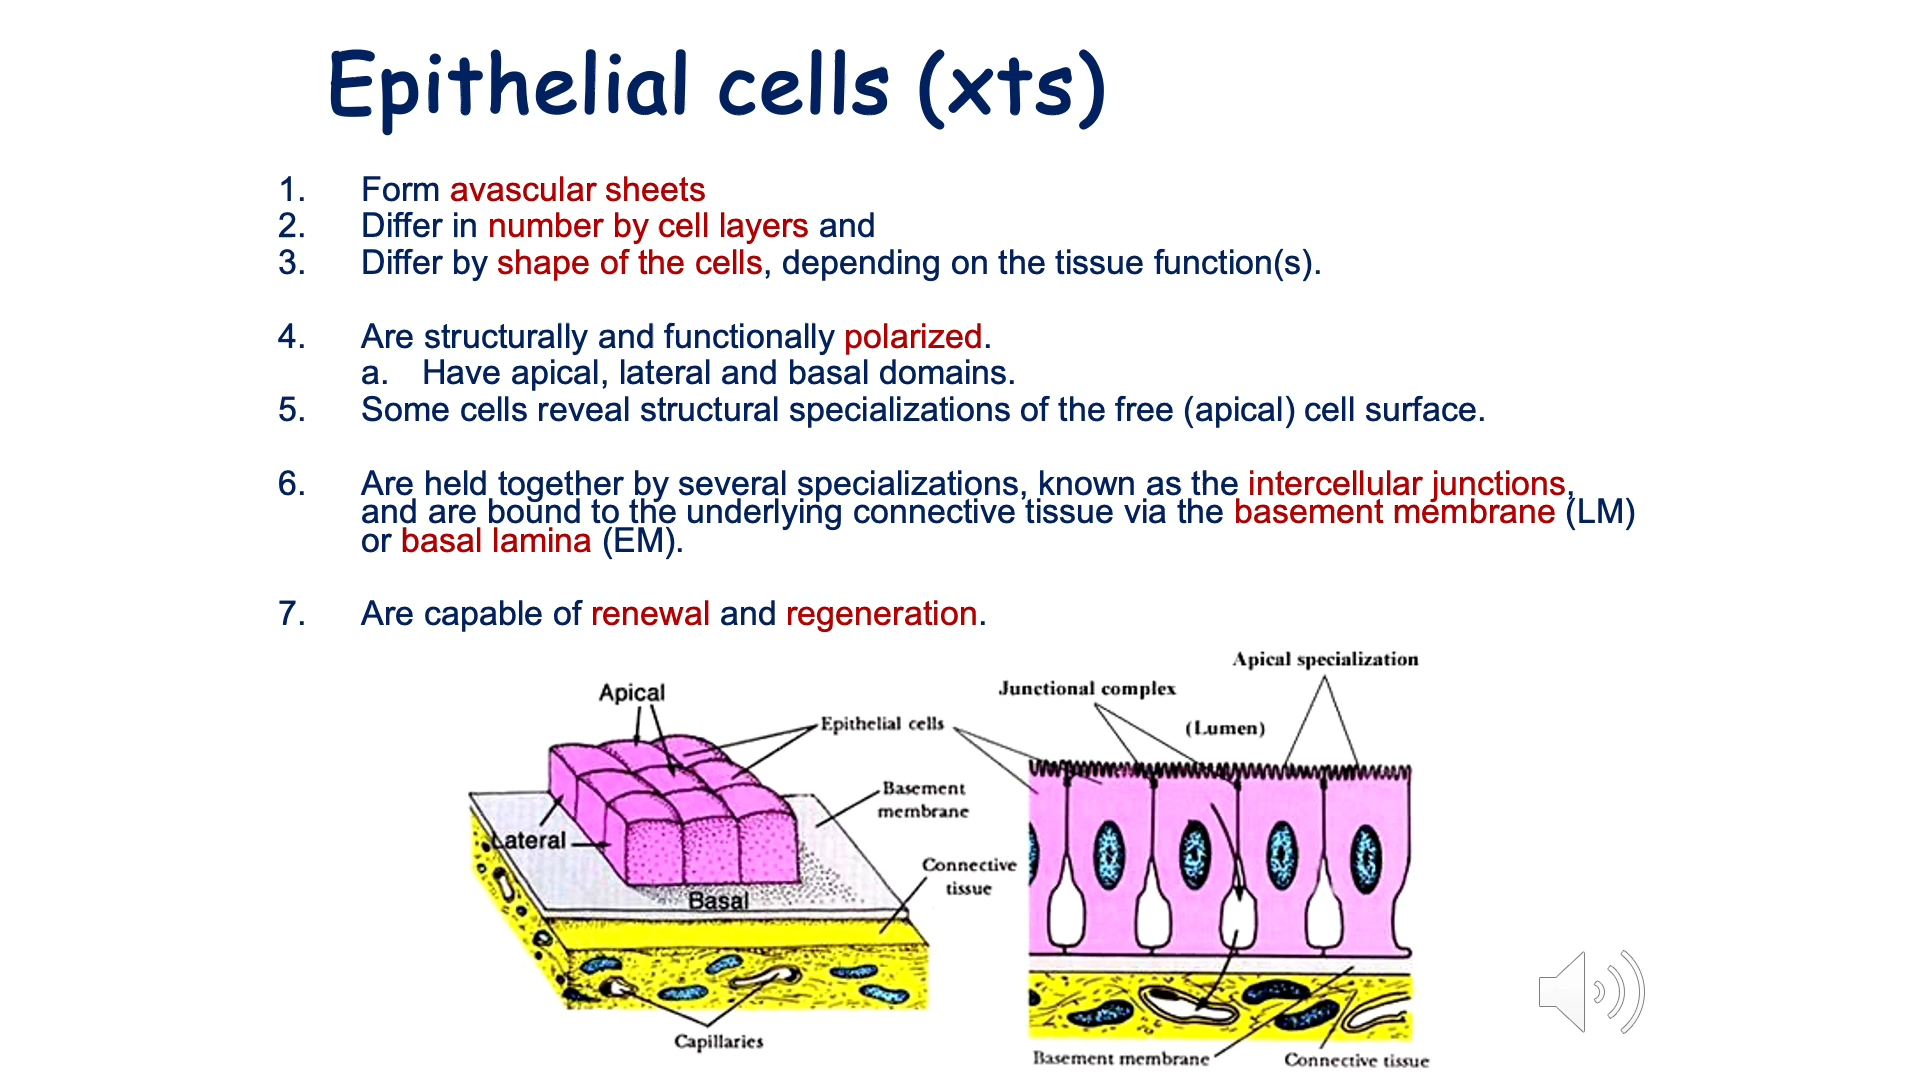 Epithelial cells (xts)
1. Form avascular sheets
2. Differ in number by cell layers and
3. Differ by shape of the cells, depending on the tissue function(s).
4. Are structurally and functionally polarized.
a. Have apical, lateral and basal domains.
5. Some cells reveal structural specializations of the free (apical) cell surface.
6. Are held together by several specializations, known as the intercellular junctions,
and are bound to the underlying connective tissue via the basement membrane (LM)
or basal lamina (EM).
7. Are capable of renewal and regeneration.
Apical
Epithelial cells
Basement
membrane
Lateral
Connective
tissue
Basal
Capillaries
Apical specialization
Junctional complex
(Lumen)
Basement membrane
Connective tissue